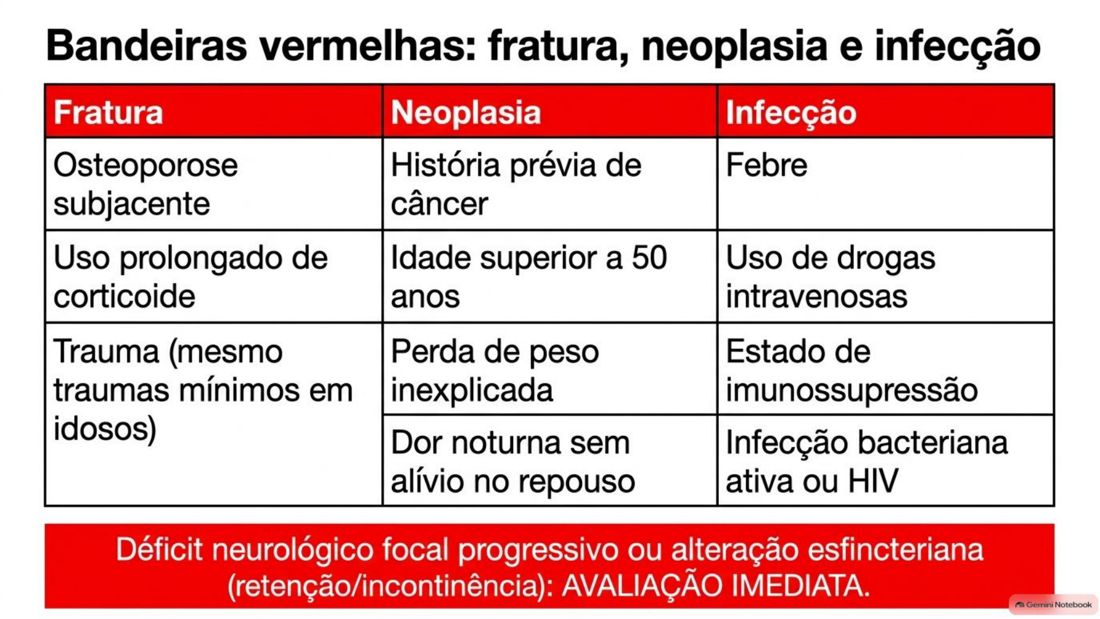 Bandeiras vermelhas: fratura, neoplasia e infecção
Fratura
Neoplasia
Infecção
Osteoporose
subjacente
História prévia de
câncer
Febre
Uso prolongado de
corticoide
Idade superior a 50
anos
Uso de drogas
intravenosas
Trauma (mesmo
traumas mínimos em
idosos)
Perda de peso
inexplicada
Estado de
imunossupressão
Dor noturna sem
alívio no repouso
Infecção bacteriana
ativa ou HIV
Déficit neurológico focal progressivo ou alteração esfincteriana
(retenção/incontinência): AVALIAÇÃO IMEDIATA.
Gemini Notebook